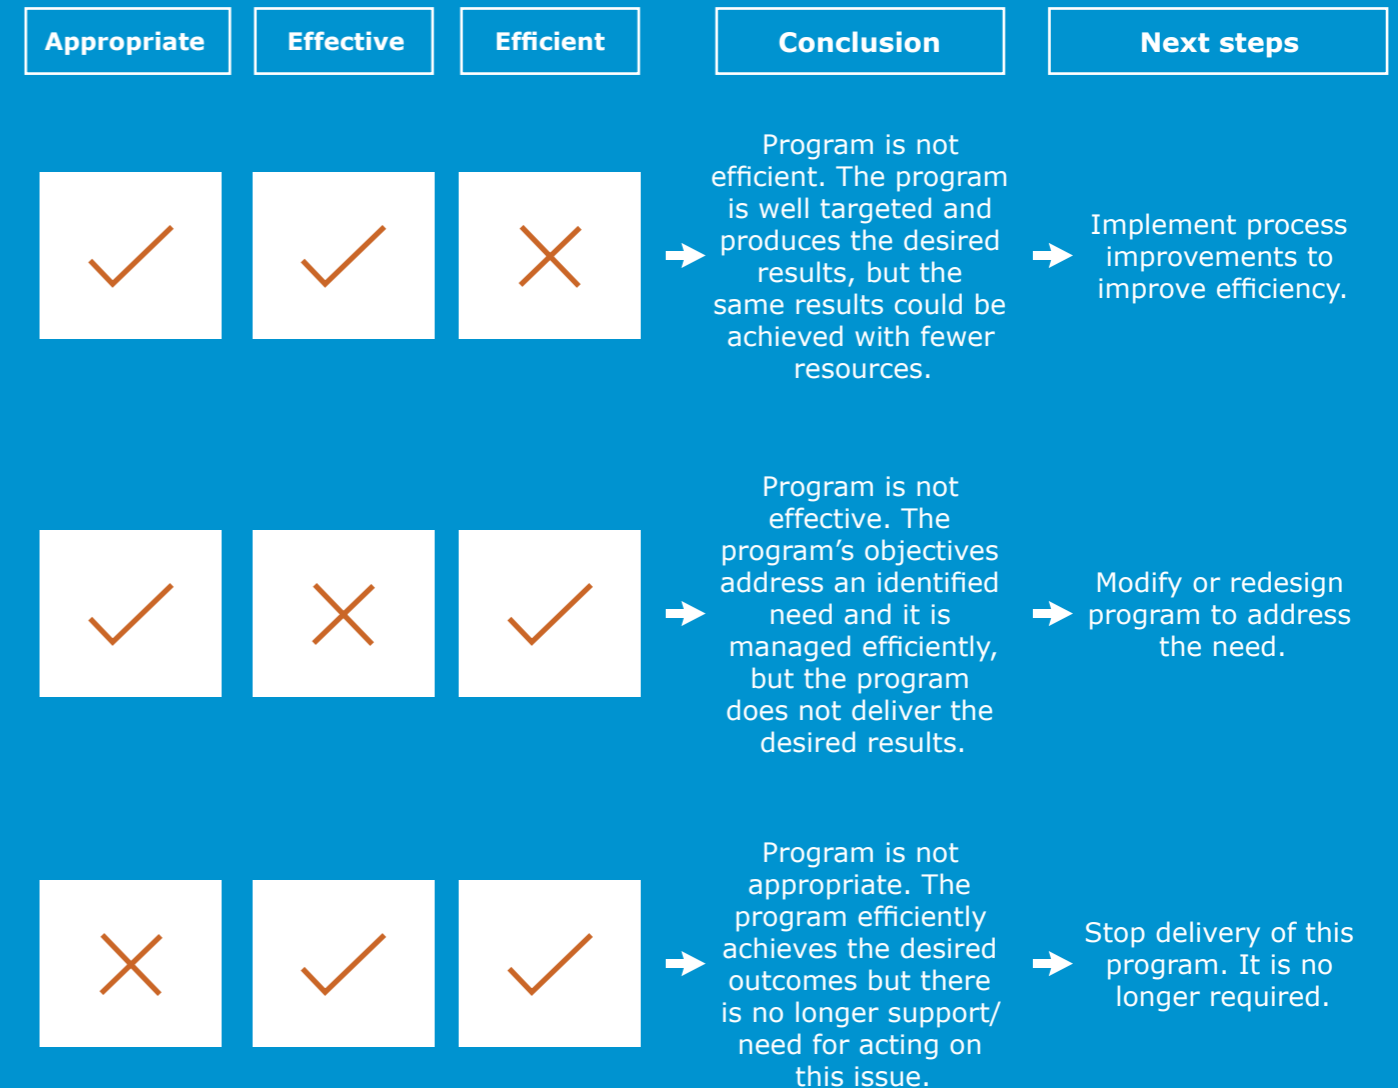 Appropriate
Effective
Efficient
Conclusion
Next steps
Program is not
efficient. The program
is well targeted and
produces the desired
results, but the
same results could be
achieved with fewer
resources.
Implement process
improvements to
improve efficiency.
Program is not
effective. The
program’s objectives
address an identified
need and it is
managed efficiently,
but the program
does not deliver the
desired results.
Modify or redesign
program to address
the need.
Program is not
appropriate. The
program efficiently
achieves the desired
outcomes but there
is no longer support/
need for acting on
this issue.
Stop delivery of this
program. It is no
longer required.